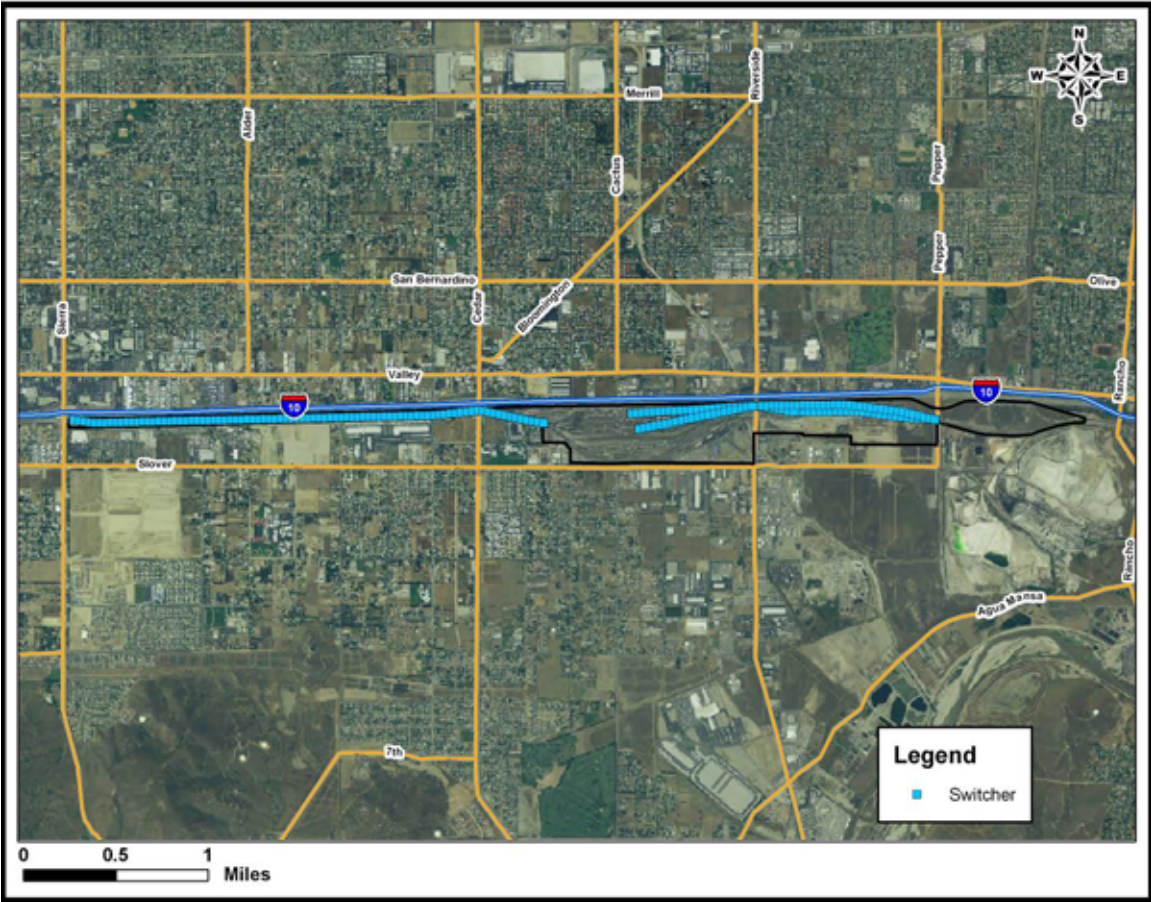 N
W E
S
Merrill
Riverside
Alder
Cactus
Pepper
Pepper
San Bernardino
Olive
Sierra
Cedar
Bloomington
Valley
Rancho
10
10
Slover
Rancho
Agua Mansa
7th
Legend
Switcher
0 0.5 1
Miles